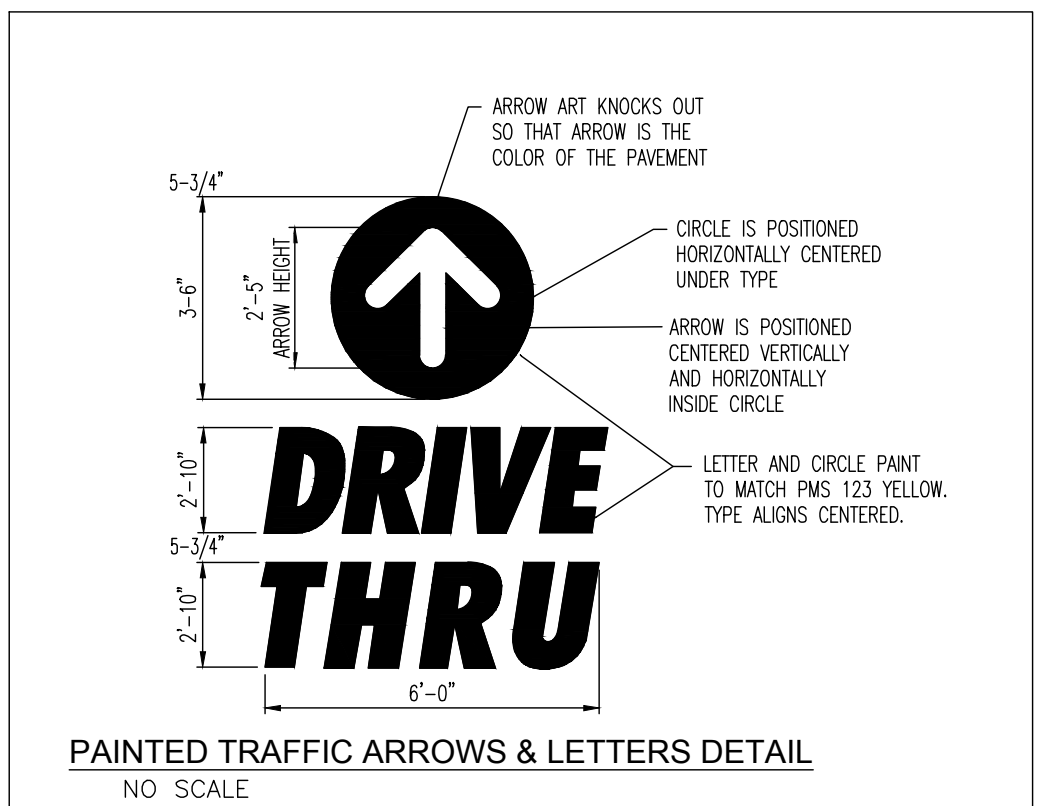 ARROW ART KNOCKS OUT
SO THAT ARROW IS THE
COLOR OF THE PAVEMENT
5-3/4"
3-6"
2'-5"
ARROW HEIGHT
CIRCLE IS POSITIONED
HORIZONTALLY CENTERED
UNDER TYPE
ARROW IS POSITIONED
CENTERED VERTICALLY
AND HORIZONTALLY
INSIDE CIRCLE
2'-10"
DRIVE
LETTER AND CIRCLE PAINT
TO MATCH PMS 123 YELLOW.
TYPE ALIGNS CENTERED.
5-3/4"
2'-10"
THRU
6'-0"
PAINTED TRAFFIC ARROWS & LETTERS DETAIL
NO SCALE